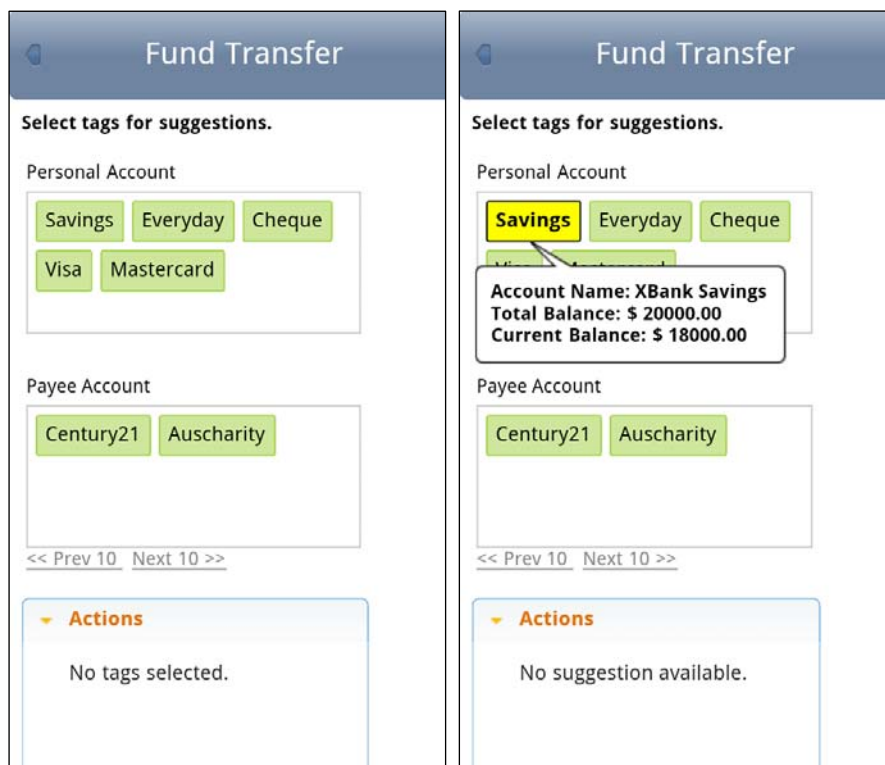 Fund Transfer
Select tags for suggestions.
Personal Account
Savings Everyday Cheque
Visa Mastercard
Payee Account
Century21 Auscharity
<< Prev 10 Next 10 >>
Actions
No tags selected.
Fund Transfer
Select tags for suggestions.
Personal Account
Savings Everyday Cheque
Account Name: XBank Savings
Total Balance: $ 20000.00
Current Balance: $ 18000.00
Payee Account
Century21 Auscharity
<< Prev 10 Next 10 >>
Actions
No suggestion available.